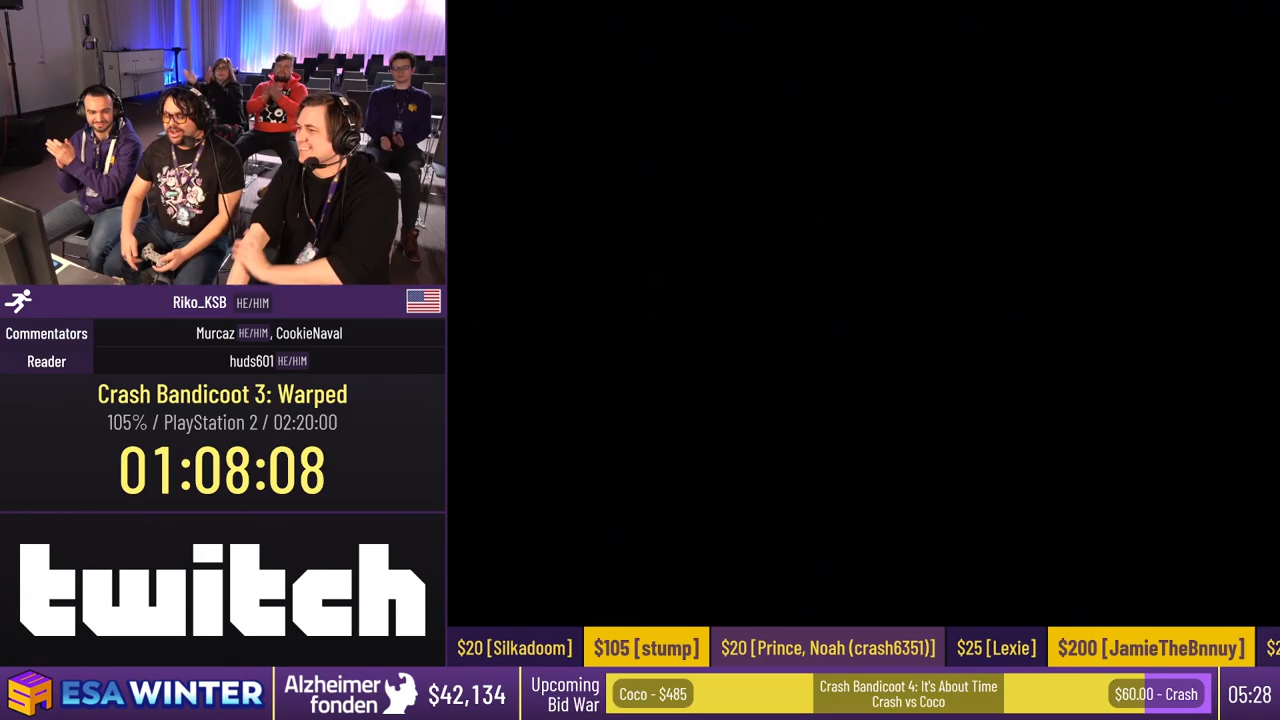 Riko_KSB HE/HIM
Commentators Murcaz HE/HIM, CookieNaval
Reader huds601 HE/HIM
Crash Bandicoot 3: Warped
105% / PlayStation 2 / 02:20:00
01:08:08
twitch
$20 [Silkadoom] $105 [stump] $20 [Prince, Noah (crash6351)] $25 [Lexie] $200 [JamieTheBnnuy]
ESA WINTER
Alzheimer
fonden
$42,134
Upcoming
Bid War
Coco - $485
Crash Bandicoot 4: It's About Time
Crash vs Coco
$60.00 - Crash
05:28